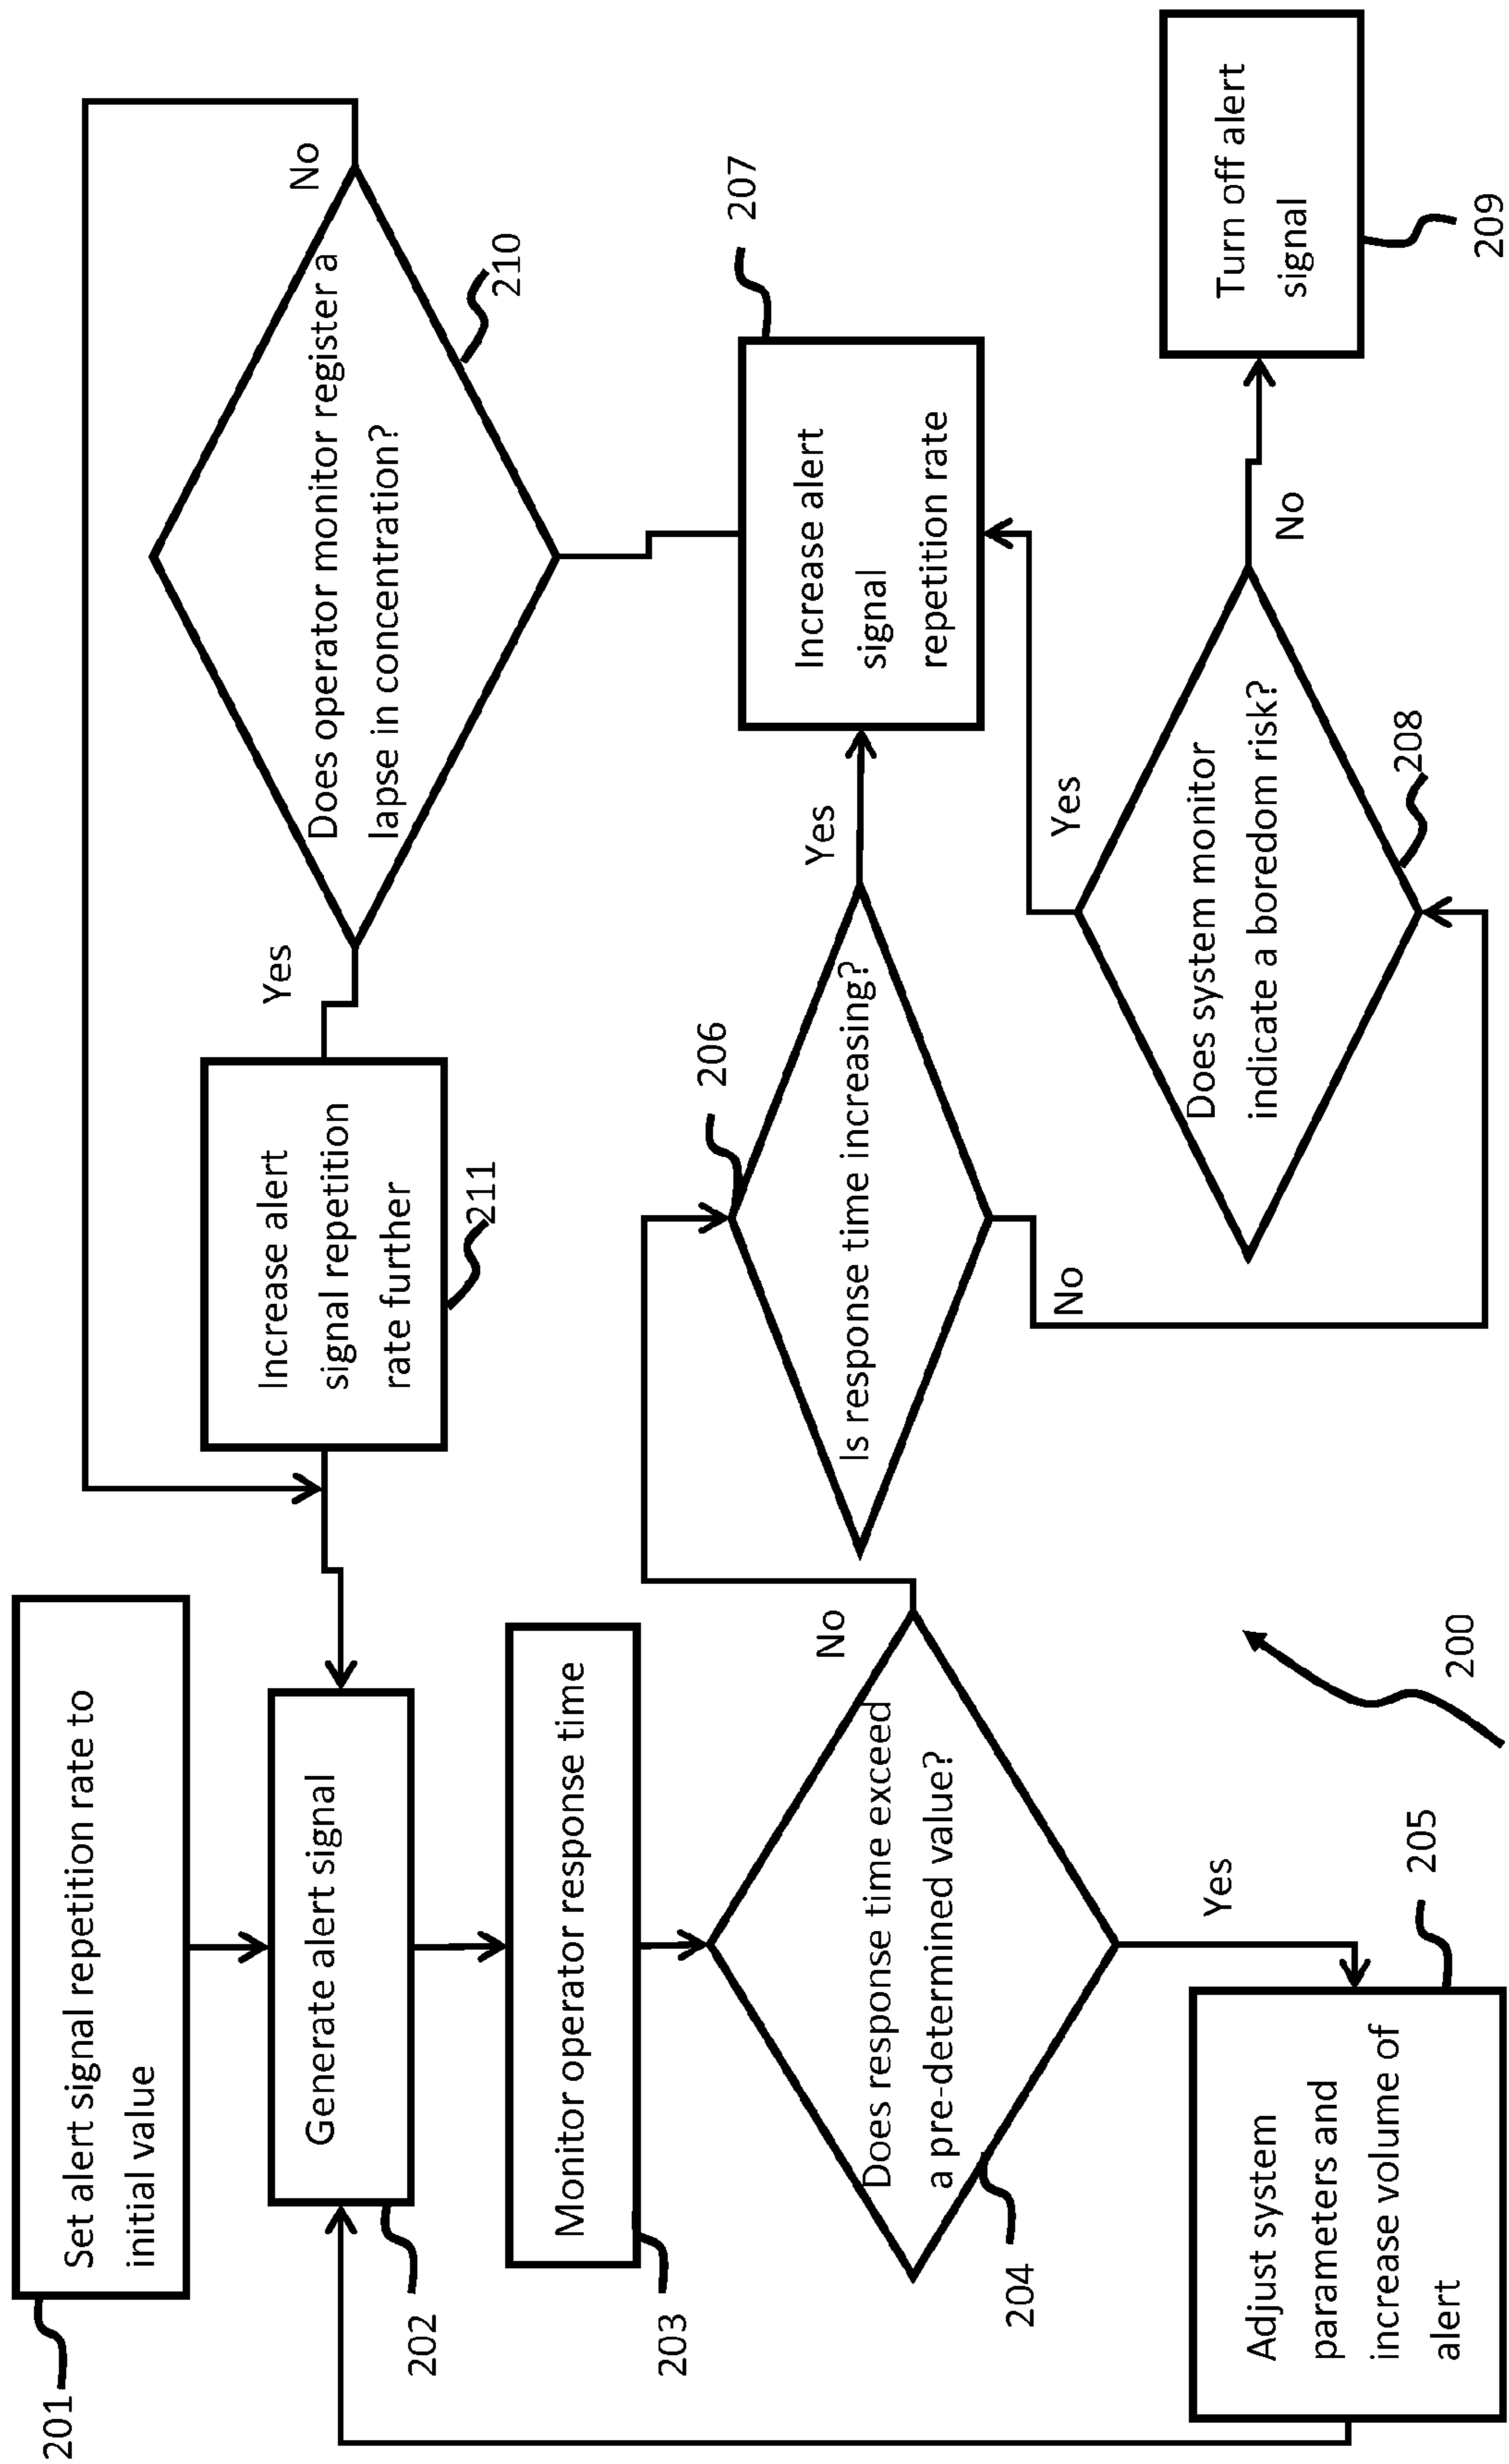 201
Set alert signal repetition rate to
initial value
202
Generate alert signal
203
Monitor operator response time
204
Does response time exceed
a pre-determined value?
No
Yes
205
Adjust system
parameters and
increase volume of
alert
200
206
Is response time increasing?
Yes
No
207
Increase alert
signal
repetition rate
208
Does system monitor
indicate a boredom risk?
Yes
No
209
Turn off alert
signal
210
Does operator monitor register a
lapse in concentration?
No
Yes
211
Increase alert
signal repetition
rate further